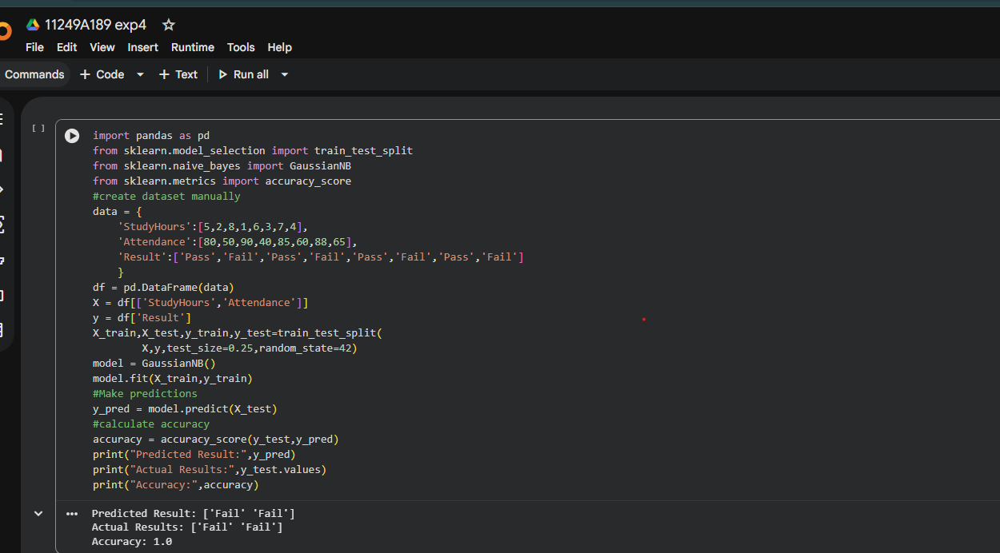 11249A189 exp4
File Edit View Insert Runtime Tools Help
Commands + Code + Text Run all
[ ]
import pandas as pd
from sklearn.model_selection import train_test_split
from sklearn.naive_bayes import GaussianNB
from sklearn.metrics import accuracy_score
#create dataset manually
data = {
    'StudyHours':[5,2,8,1,6,3,7,4],
    'Attendance':[80,50,90,40,85,60,88,65],
    'Result':['Pass','Fail','Pass','Fail','Pass','Fail','Pass','Fail']
    }
df = pd.DataFrame(data)
X = df[['StudyHours','Attendance']]
y = df['Result']
X_train,X_test,y_train,y_test=train_test_split(
        X,y,test_size=0.25,random_state=42)
model = GaussianNB()
model.fit(X_train,y_train)
#Make predictions
y_pred = model.predict(X_test)
#calculate accuracy
accuracy = accuracy_score(y_test,y_pred)
print("Predicted Result:",y_pred)
print("Actual Results:",y_test.values)
print("Accuracy:",accuracy)
Predicted Result: ['Fail' 'Fail']
Actual Results: ['Fail' 'Fail']
Accuracy: 1.0